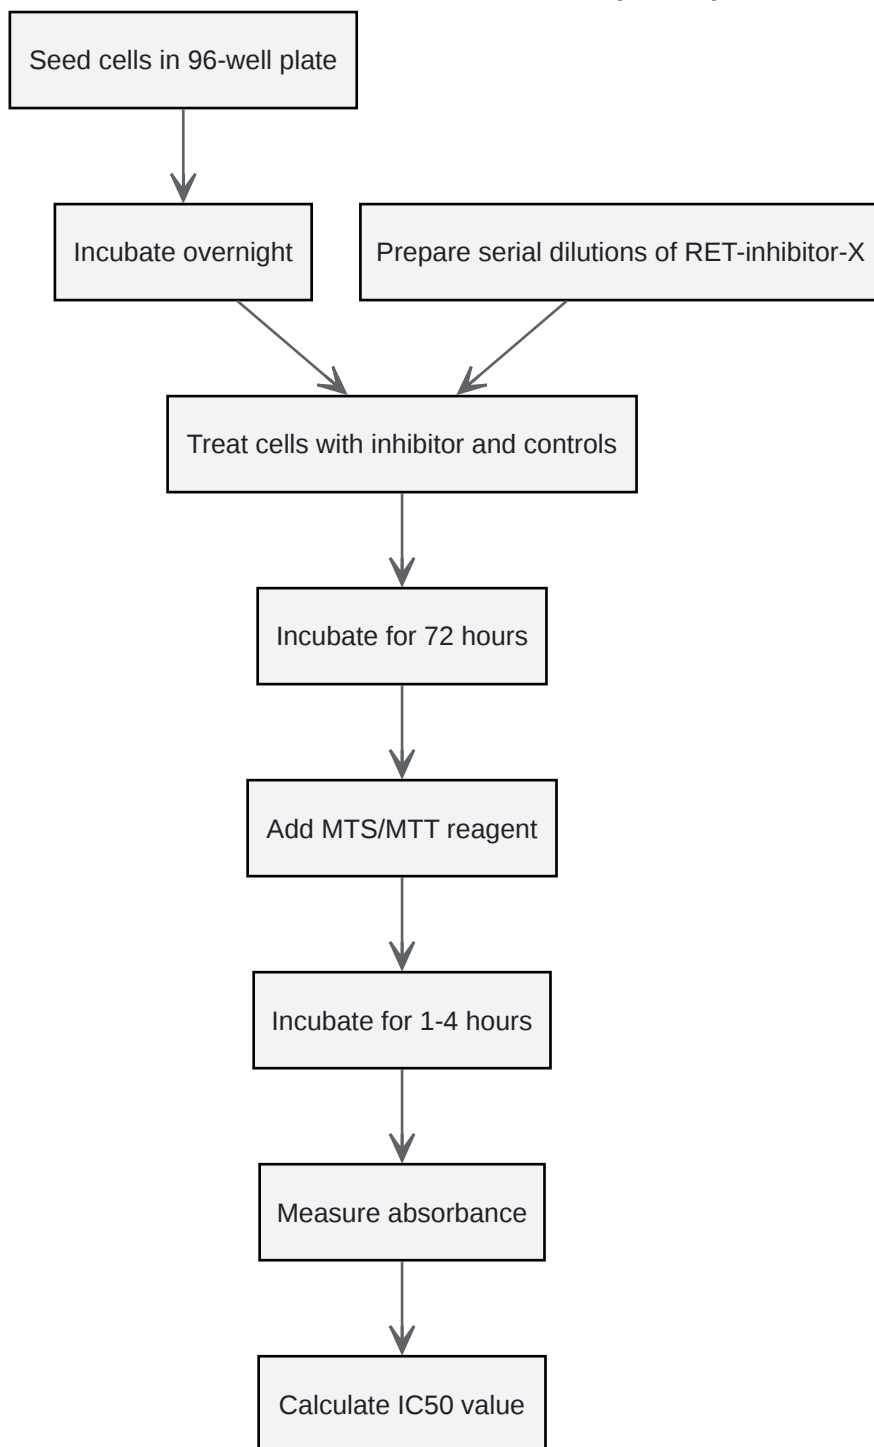 Seed cells in 96-well plate
Incubate overnight
Prepare serial dilutions of RET-inhibitor-X
Treat cells with inhibitor and controls
Incubate for 72 hours
Add MTS/MTT reagent
Incubate for 1-4 hours
Measure absorbance
Calculate IC50 value